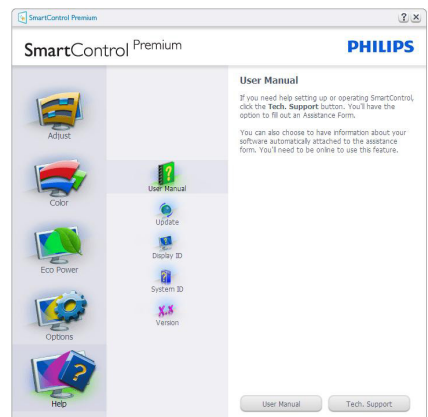 SmartControl Premium
SmartControl Premium
PHILIPS
Adjust
Color
Eco Power
Options
Help
User Manual
Update
Display ID
System ID
Version
User Manual
If you need help setting up or operating SmartControl,
click the Tech. Support button. You'll have the
option to fill out an Assistance Form.
You can also choose to have information about your
software automatically attached to the assistance
form. You'll need to be online to use this feature.
User Manual
Tech. Support